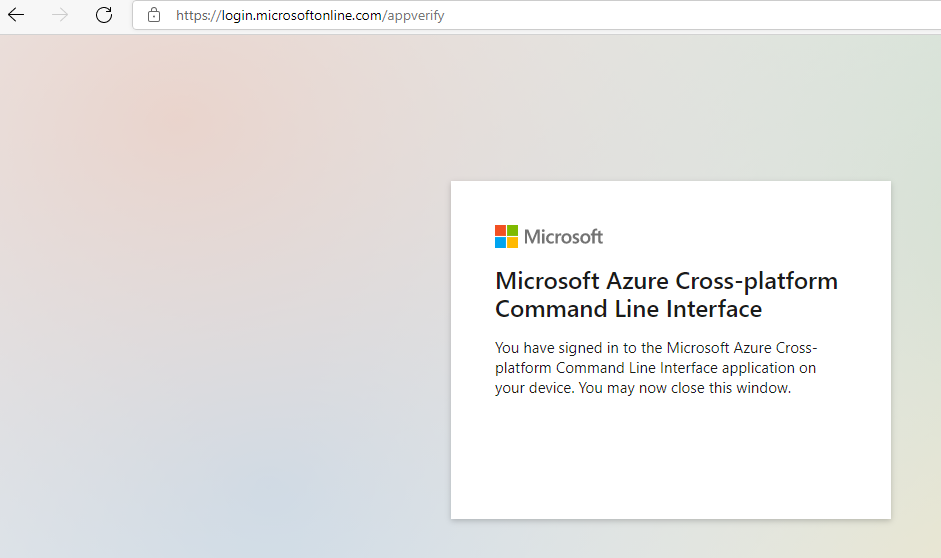 https://login.microsoftonline.com/appverify
Microsoft
Microsoft Azure Cross-platform
Command Line Interface
You have signed in to the Microsoft Azure Cross-
platform Command Line Interface application on
your device. You may now close this window.